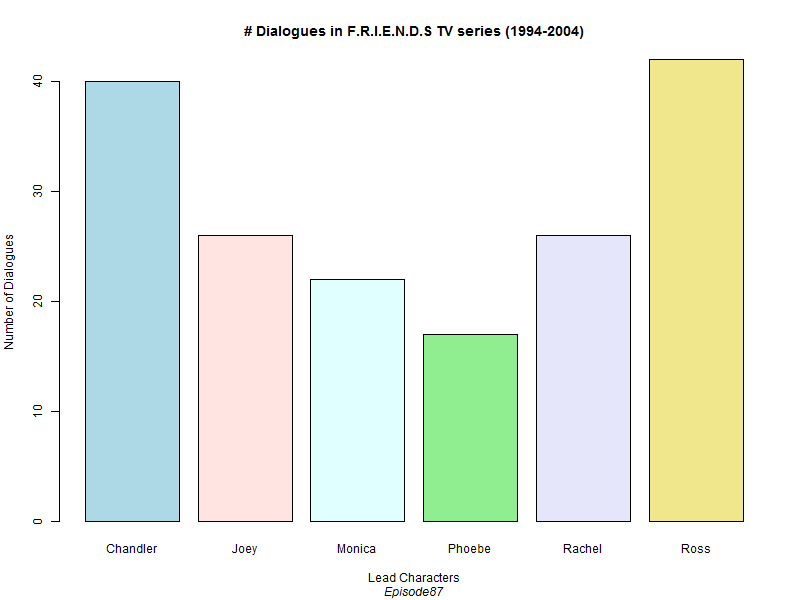 # Dialogues in F.R.I.E.N.D.S TV series (1994-2004)
Number of Dialogues
40
30
20
10
0
Chandler Joey Monica Phoebe Rachel Ross
Lead Characters
Episode87